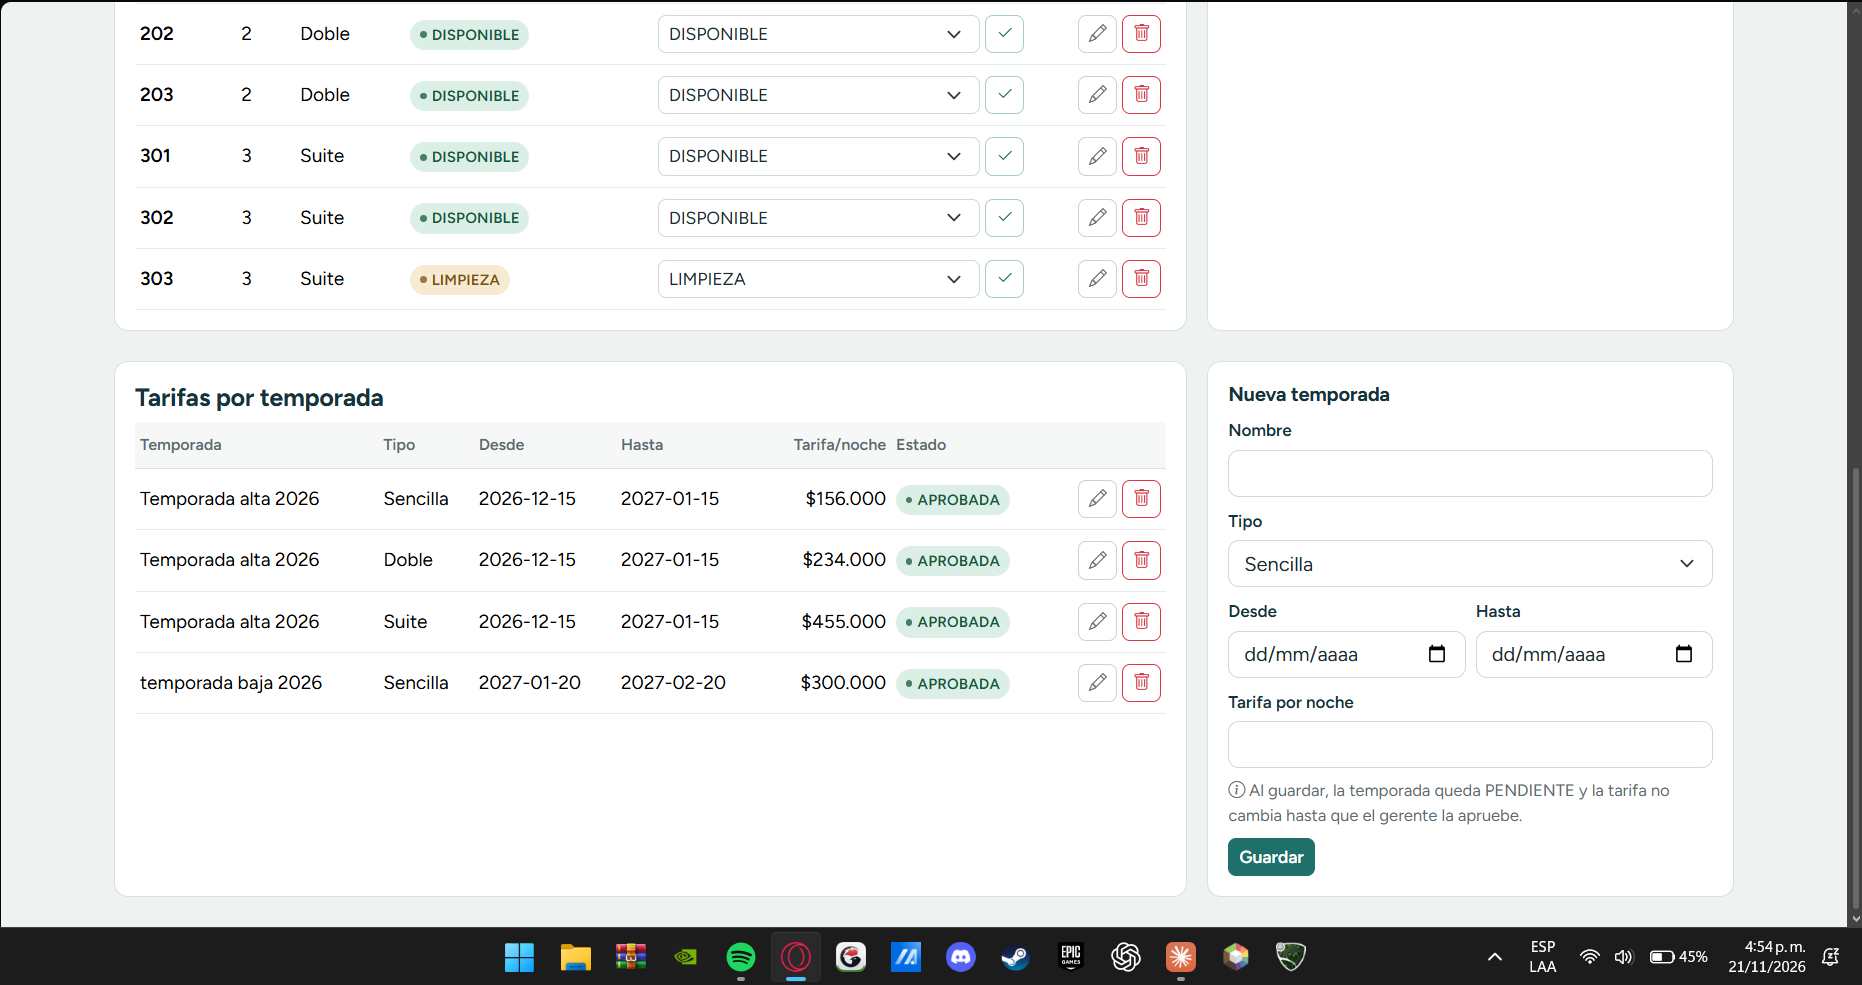 202 2 Doble DISPONIBLE DISPONIBLE
203 2 Doble DISPONIBLE DISPONIBLE
301 3 Suite DISPONIBLE DISPONIBLE
302 3 Suite DISPONIBLE DISPONIBLE
303 3 Suite LIMPIEZA LIMPIEZA
Tarifas por temporada
Temporada Tipo Desde Hasta Tarifa/noche Estado
Temporada alta 2026 Sencilla 2026-12-15 2027-01-15 $156.000 APROBADA
Temporada alta 2026 Doble 2026-12-15 2027-01-15 $234.000 APROBADA
Temporada alta 2026 Suite 2026-12-15 2027-01-15 $455.000 APROBADA
temporada baja 2026 Sencilla 2027-01-20 2027-02-20 $300.000 APROBADA
Nueva temporada
Nombre
Tipo
Sencilla
Desde Hasta
dd/mm/aaaa dd/mm/aaaa
Tarifa por noche
Al guardar, la temporada queda PENDIENTE y la tarifa no
cambia hasta que el gerente la apruebe.
Guardar
EPIC
GAMES
ESP
LAA
45%
4:54 p. m.
21/11/2026